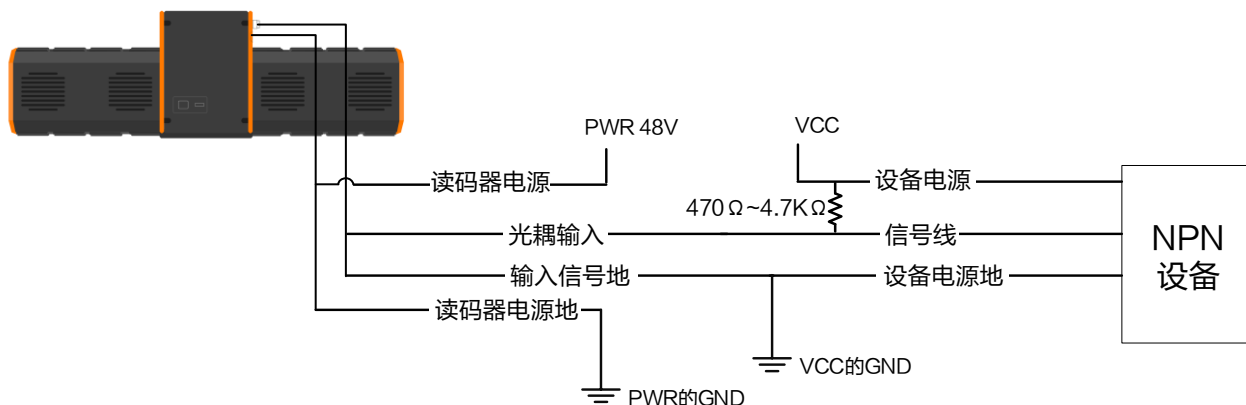 PWR 48V
VCC
读码器电源
设备电源
470Ω~4.7KΩ
光耦输入
信号线
NPN
设备
输入信号地
设备电源地
读码器电源地
VCC的GND
PWR的GND